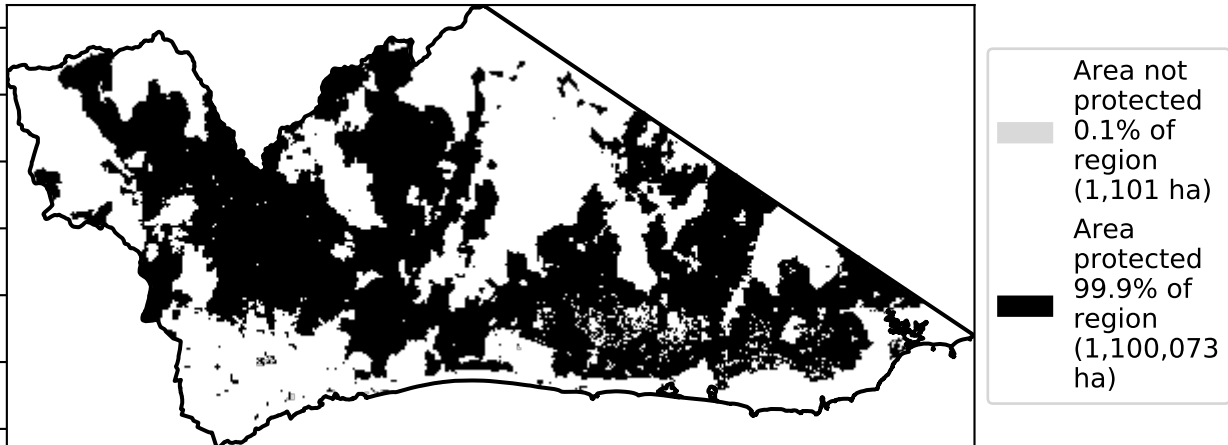 Area not
protected
0.1% of
region
(1,101 ha)
Area
protected
99.9% of
region
(1,100,073
ha)